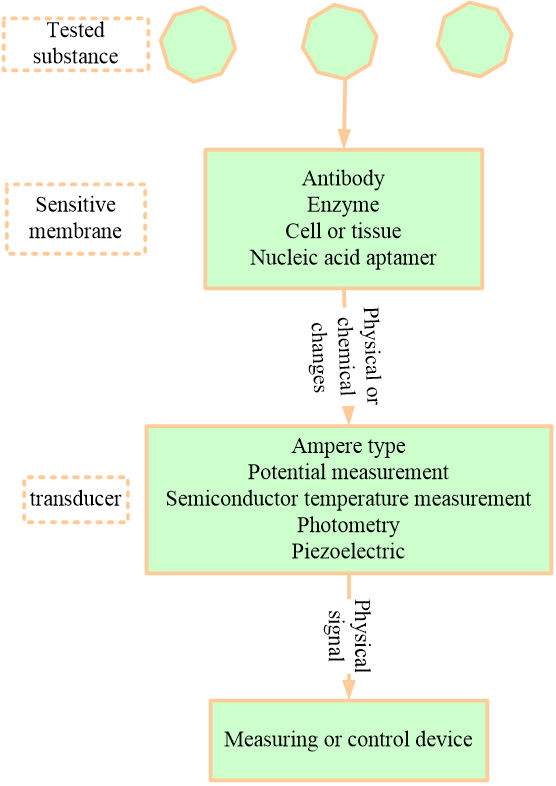 Tested
substance
Antibody
Enzyme
Cell or tissue
Nucleic acid aptamer
Sensitive
membrane
Physical or
chemical
changes
Ampere type
Potential measurement
Semiconductor temperature measurement
Photometry
Piezoelectric
transducer
Physical
signal
Measuring or control device